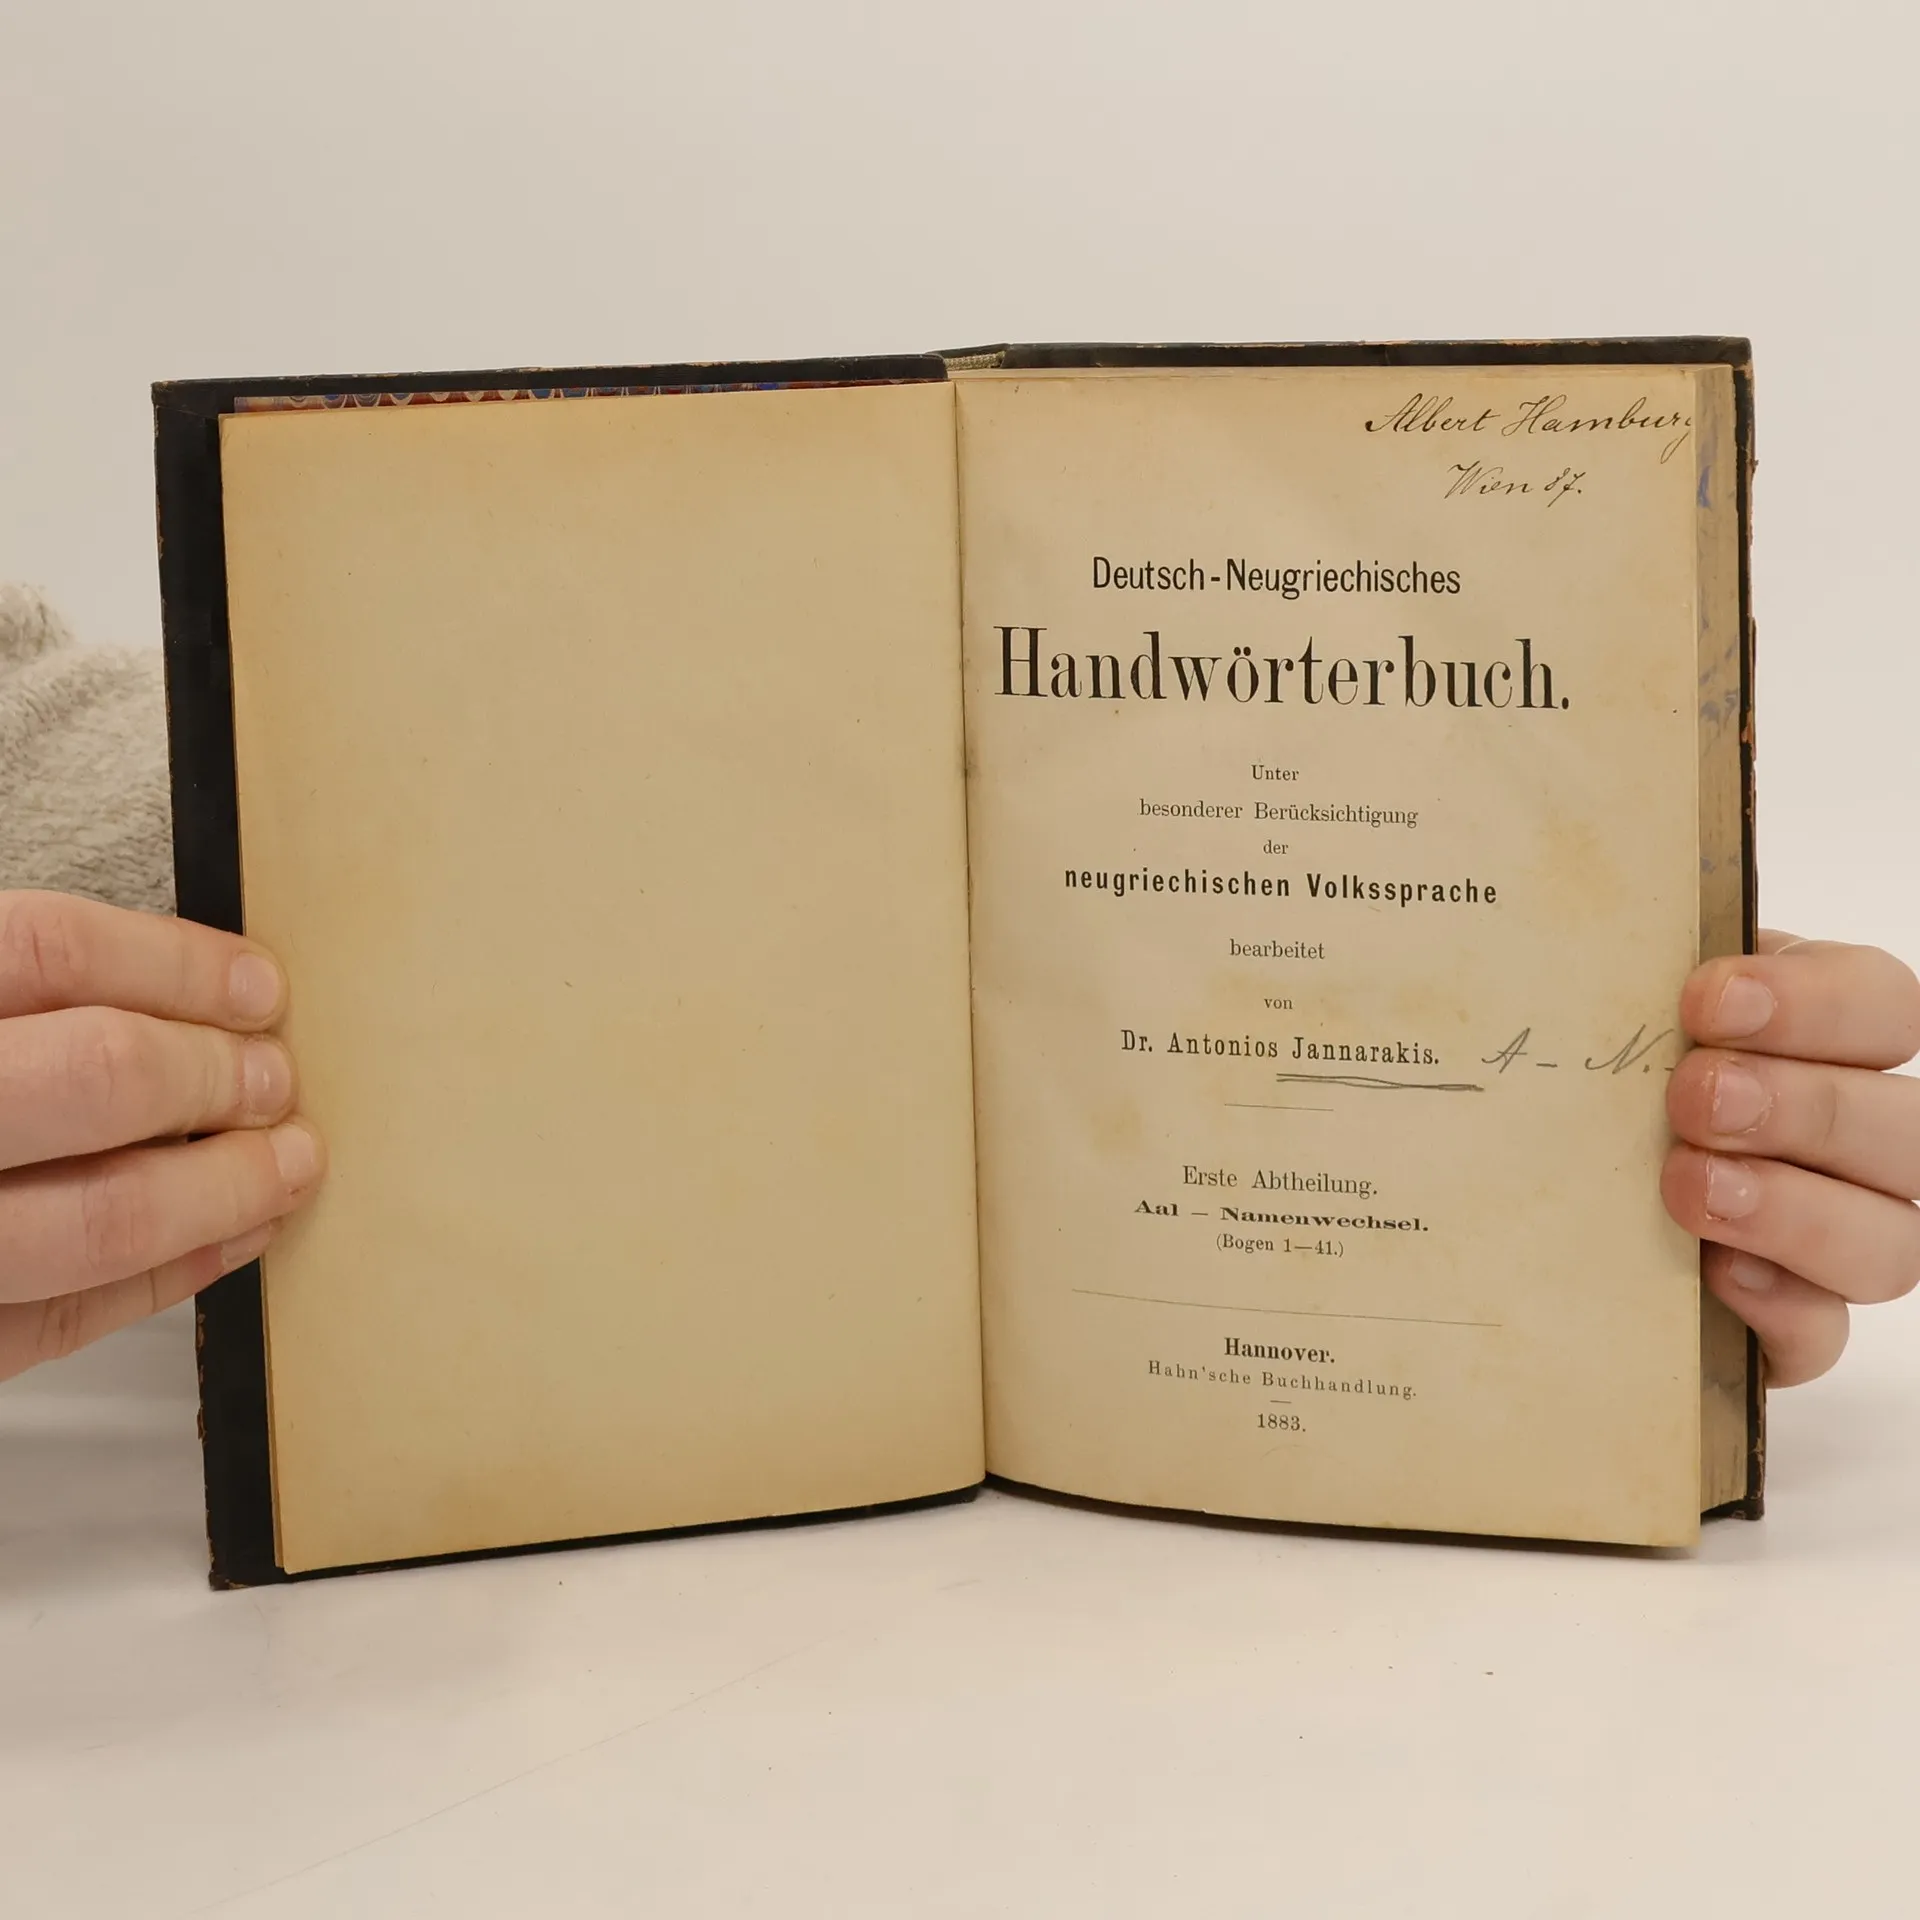 Albert Hamburg
Wien 87.
Deutsch-Neugriechisches
Handwörterbuch.
Unter
besonderer Berücksichtigung
der
neugriechischen Volkssprache
bearbeitet
von
Dr. Antonios Jannarakis. A - N. -
Erste Abtheilung.
Aal — Namenwechsel.
(Bogen 1—41.)
Hannover.
Hahn'sche Buchhandlung.
1883.